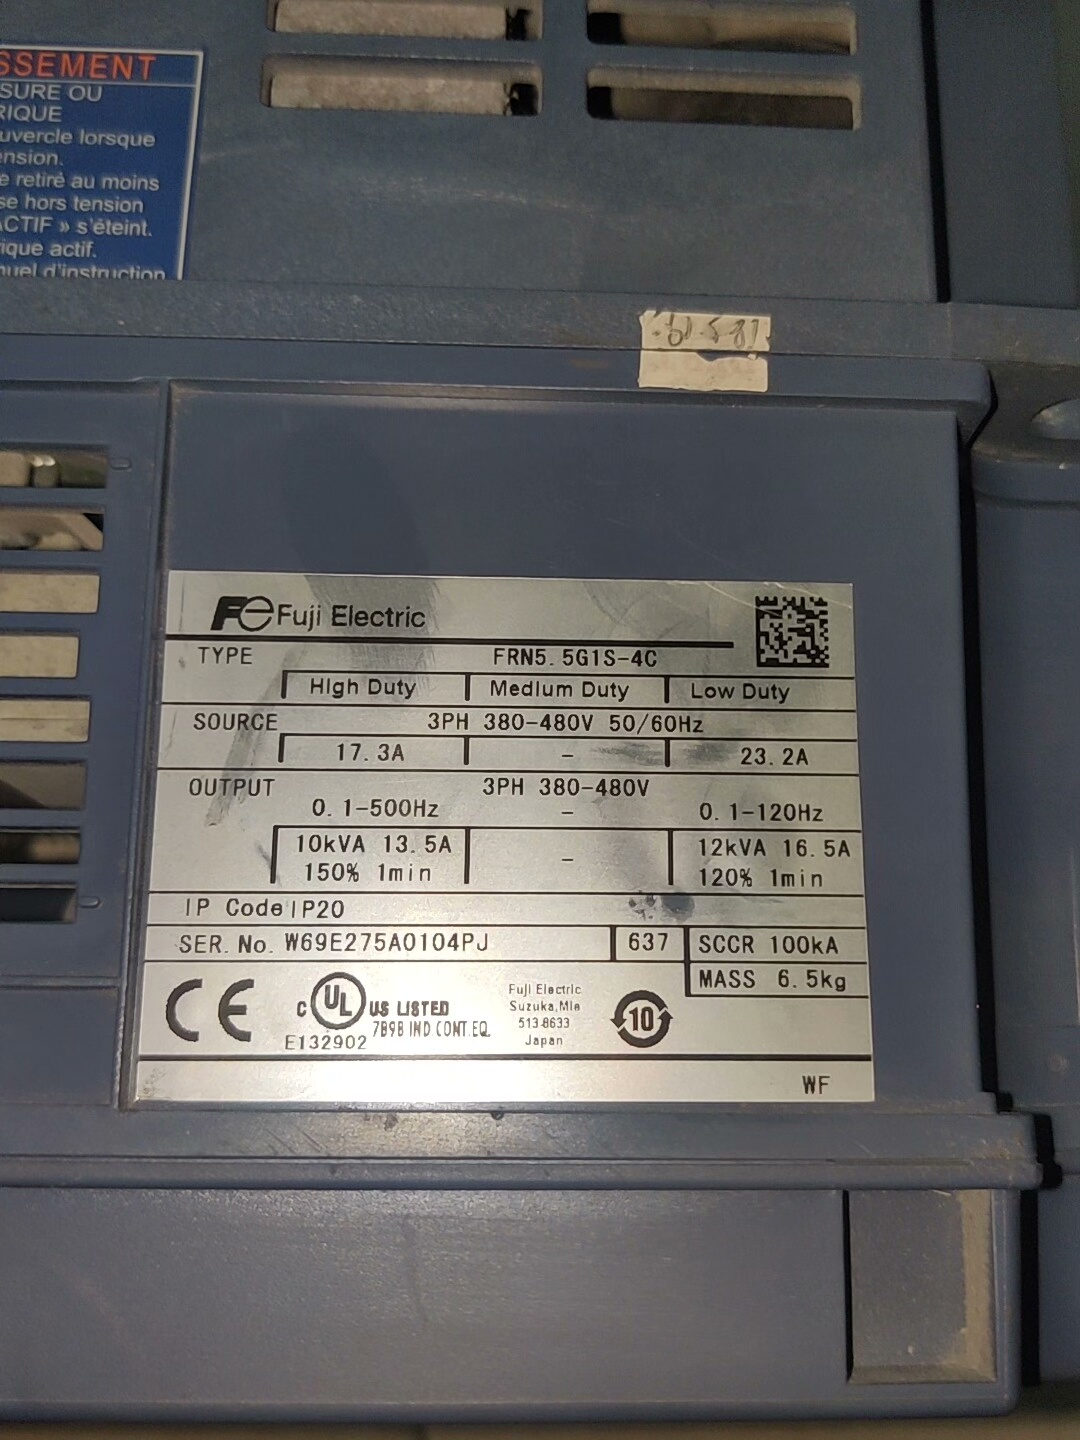 SSEMENT
SURE OU
RIQUE
uvercle lorsque
ension.
e retiré au moins
se hors tension
ACTIF » s'éteint.
ique actif.
nuel d'instruction
Fe Fuji Electric
TYPE FRN5.5G1S-4C
High Duty Medium Duty Low Duty
SOURCE 3PH 380-480V 50/60Hz
17.3A - 23.2A
OUTPUT 3PH 380-480V
0.1-500Hz - 0.1-120Hz
10kVA 13.5A - 12kVA 16.5A
150% 1min 120% 1min
IP Code IP20
SER. No. W69E275A0104PJ 637 SCCR 100kA
MASS 6.5kg
CE
c UL US LISTED
7B9B IND CONT. EQ.
E132902
Fuji Electric
Suzuka, Mie
513-8633
Japan
10
WF